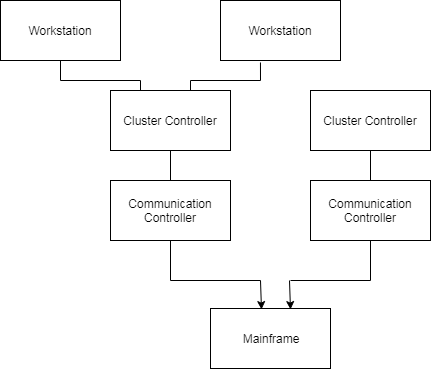 Workstation
Workstation
Cluster Controller
Cluster Controller
Communication
Controller
Communication
Controller
Mainframe